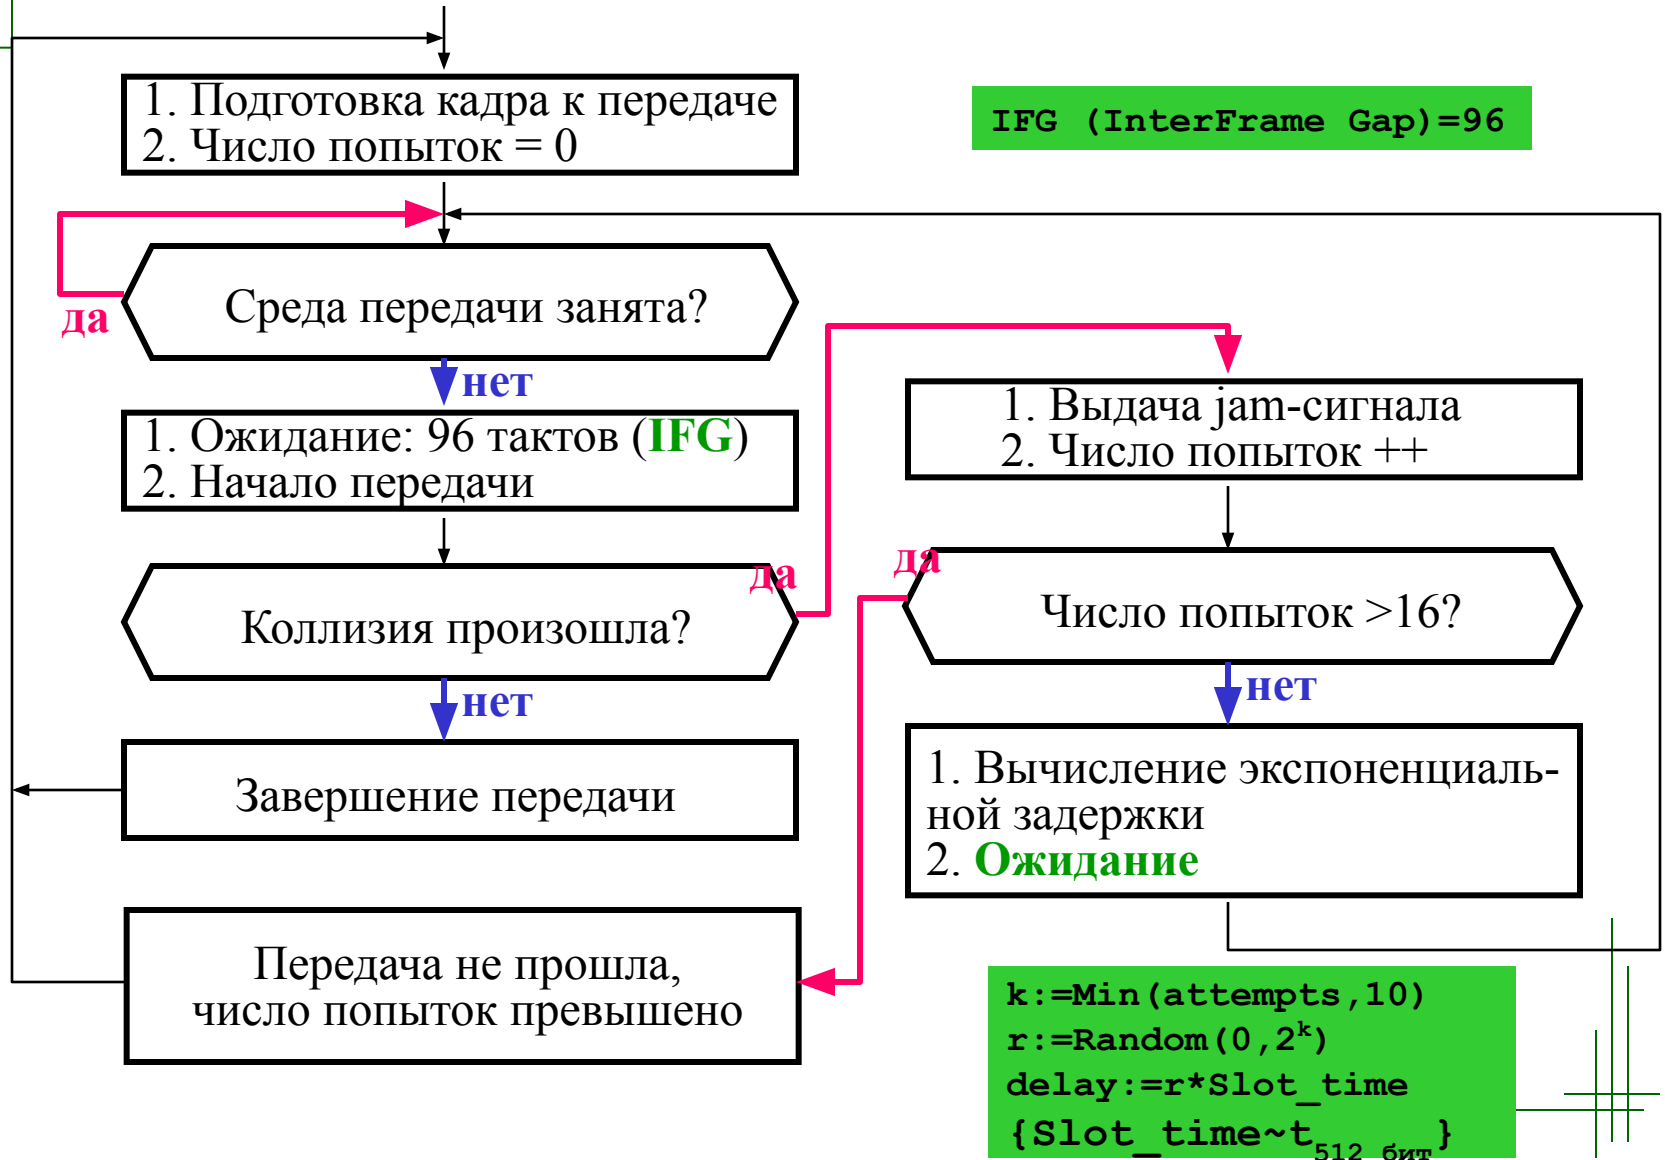 1. Подготовка кадра к передаче
2. Число попыток = 0
IFG (InterFrame Gap)=96
Среда передачи занята?
да
нет
1. Ожидание: 96 тактов (IFG)
2. Начало передачи
1. Выдача jam-сигнала
2. Число попыток ++
Коллизия произошла?
да
да
Число попыток >16?
нет
нет
Завершение передачи
1. Вычисление экспоненциаль-
ной задержки
2. Ожидание
Передача не прошла,
число попыток превышено
k:=Min(attempts,10)
r:=Random(0,2^k)
delay:=r*Slot_time
{Slot_time~t_512 бит}